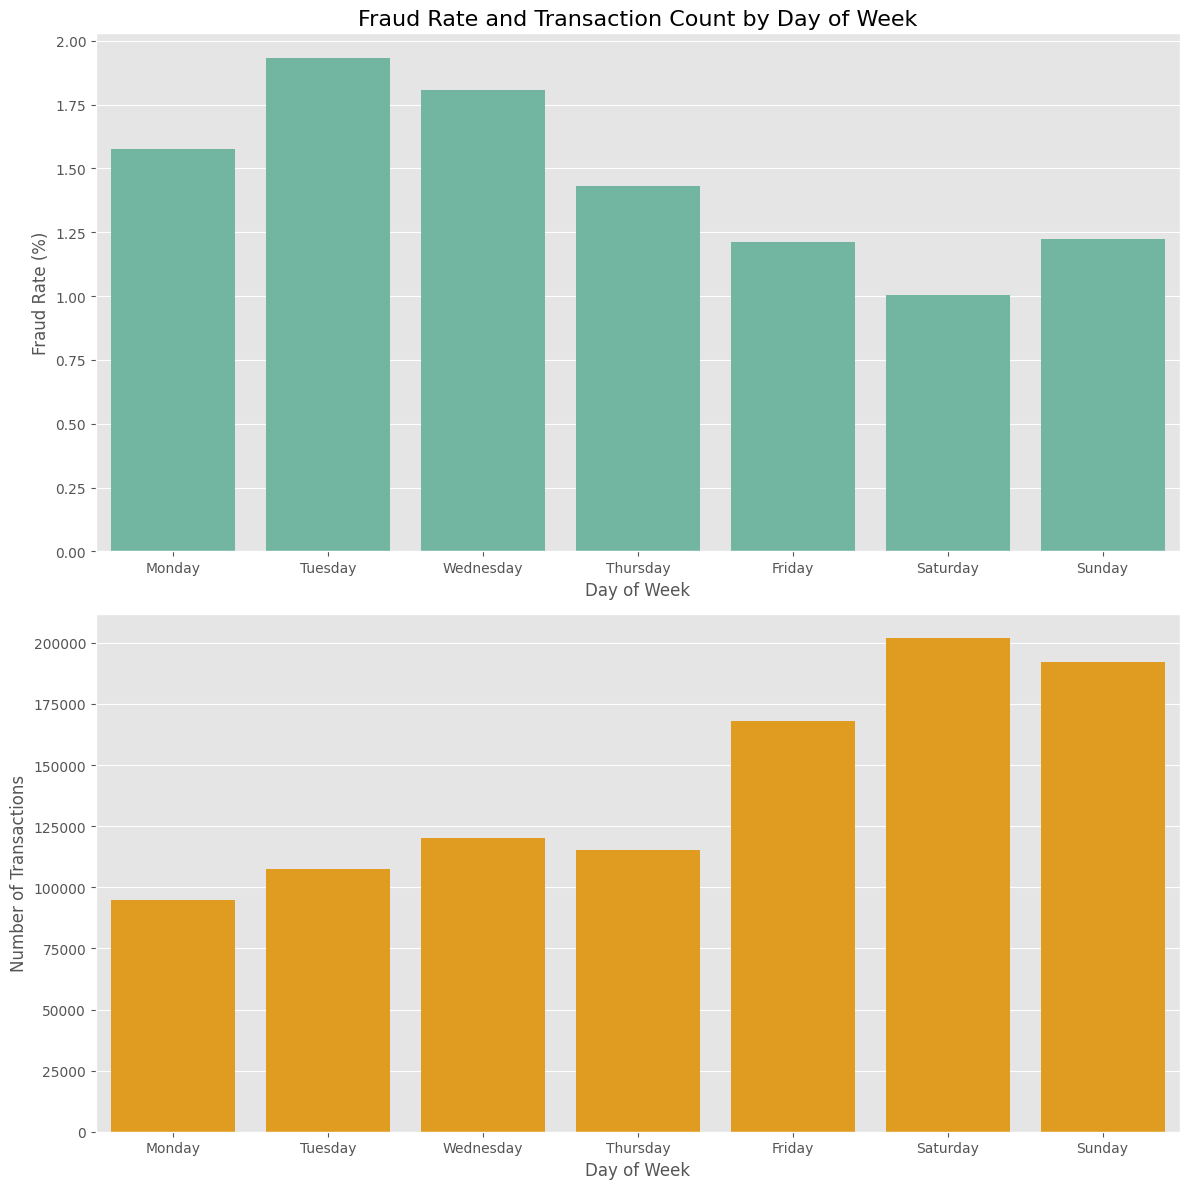 Fraud Rate and Transaction Count by Day of Week
2.00
1.75
1.50
1.25
1.00
0.75
0.50
0.25
0.00
Fraud Rate (%)
Monday Tuesday Wednesday Thursday Friday Saturday Sunday
Day of Week
200000
175000
150000
125000
100000
75000
50000
25000
0
Number of Transactions
Monday Tuesday Wednesday Thursday Friday Saturday Sunday
Day of Week